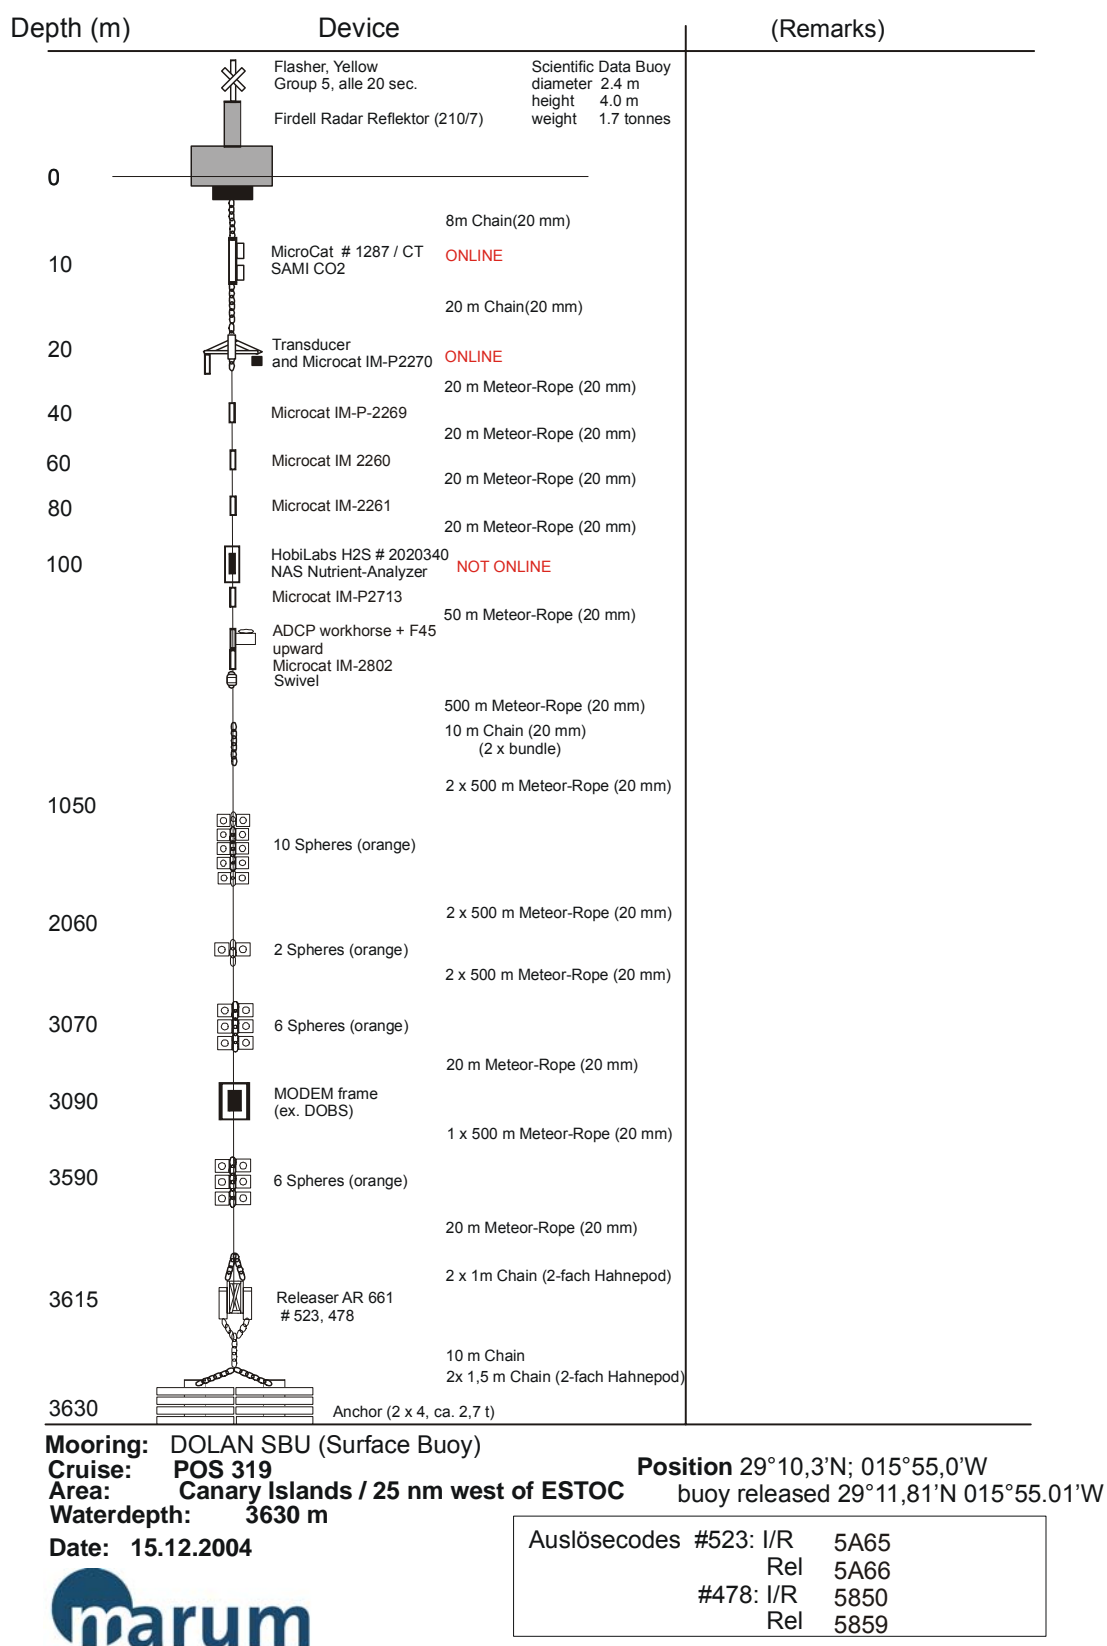 Depth (m) Device (Remarks)
Flasher, Yellow
Group 5, alle 20 sec.
Firdell Radar Reflektor (210/7)
Scientific Data Buoy
diameter 2.4 m
height 4.0 m
weight 1.7 tonnes
0
8m Chain(20 mm)
10 MicroCat # 1287 / CT ONLINE
SAMI CO2
20 m Chain(20 mm)
20 Transducer
and Microcat IM-P2270 ONLINE
20 m Meteor-Rope (20 mm)
40 Microcat IM-P-2269
20 m Meteor-Rope (20 mm)
60 Microcat IM 2260
20 m Meteor-Rope (20 mm)
80 Microcat IM-2261
20 m Meteor-Rope (20 mm)
100 HobiLabs H2S # 2020340
NAS Nutrient-Analyzer NOT ONLINE
Microcat IM-P2713
50 m Meteor-Rope (20 mm)
ADCP workhorse + F45
upward
Microcat IM-2802
Swivel
500 m Meteor-Rope (20 mm)
10 m Chain (20 mm)
(2 x bundle)
2 x 500 m Meteor-Rope (20 mm)
1050
10 Spheres (orange)
2 x 500 m Meteor-Rope (20 mm)
2060
2 Spheres (orange)
2 x 500 m Meteor-Rope (20 mm)
3070 6 Spheres (orange)
20 m Meteor-Rope (20 mm)
3090 MODEM frame
(ex. DOBS)
1 x 500 m Meteor-Rope (20 mm)
3590 6 Spheres (orange)
20 m Meteor-Rope (20 mm)
2 x 1m Chain (2-fach Hahnepod)
3615 Releaser AR 661
# 523, 478
10 m Chain
2x 1,5 m Chain (2-fach Hahnepod)
3630 Anchor (2 x 4, ca. 2,7 t)
Mooring: DOLAN SBU (Surface Buoy)
Cruise: POS 319
Area: Canary Islands / 25 nm west of ESTOC
Waterdepth: 3630 m
Date: 15.12.2004
Position 29°10,3'N; 015°55,0'W
buoy released 29°11,81'N 015°55.01'W
Auslösecodes #523: I/R 5A65
Rel 5A66
#478: I/R 5850
Rel 5859
marum